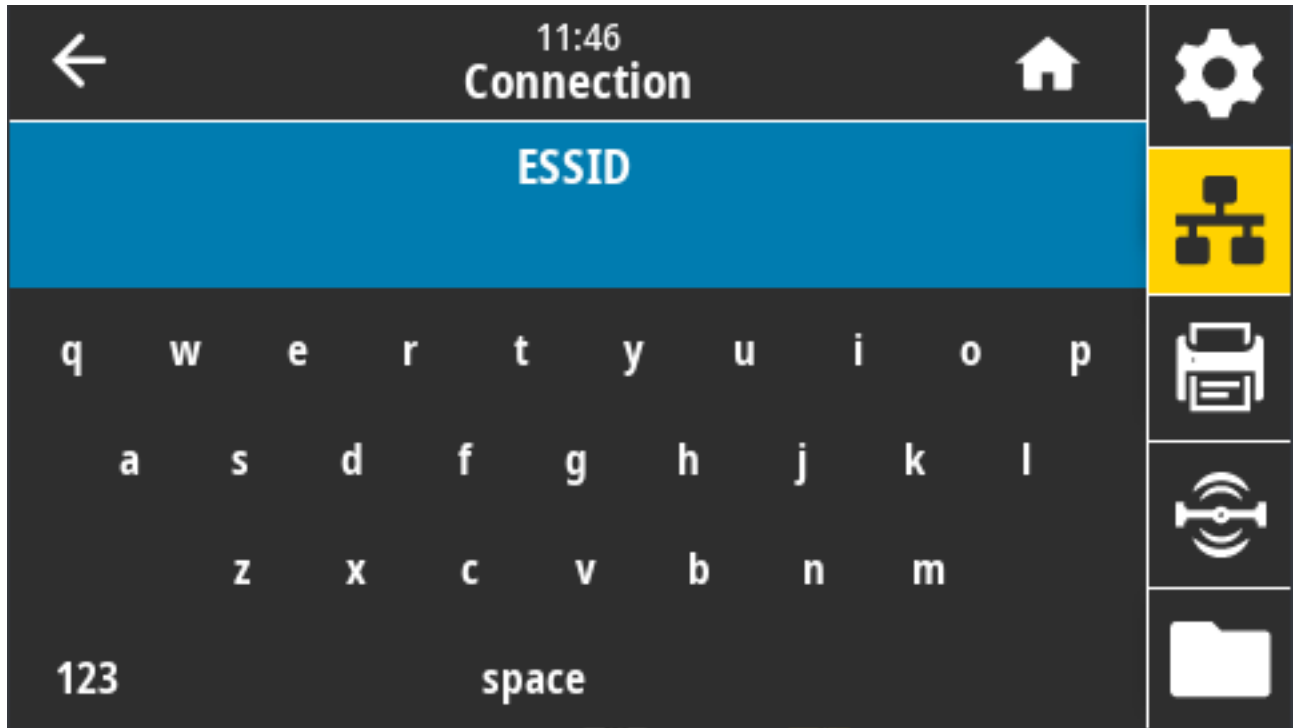 11:46
Connection
ESSID
q w e r t y u i o p
a s d f g h j k l
z x c v b n m
123 space